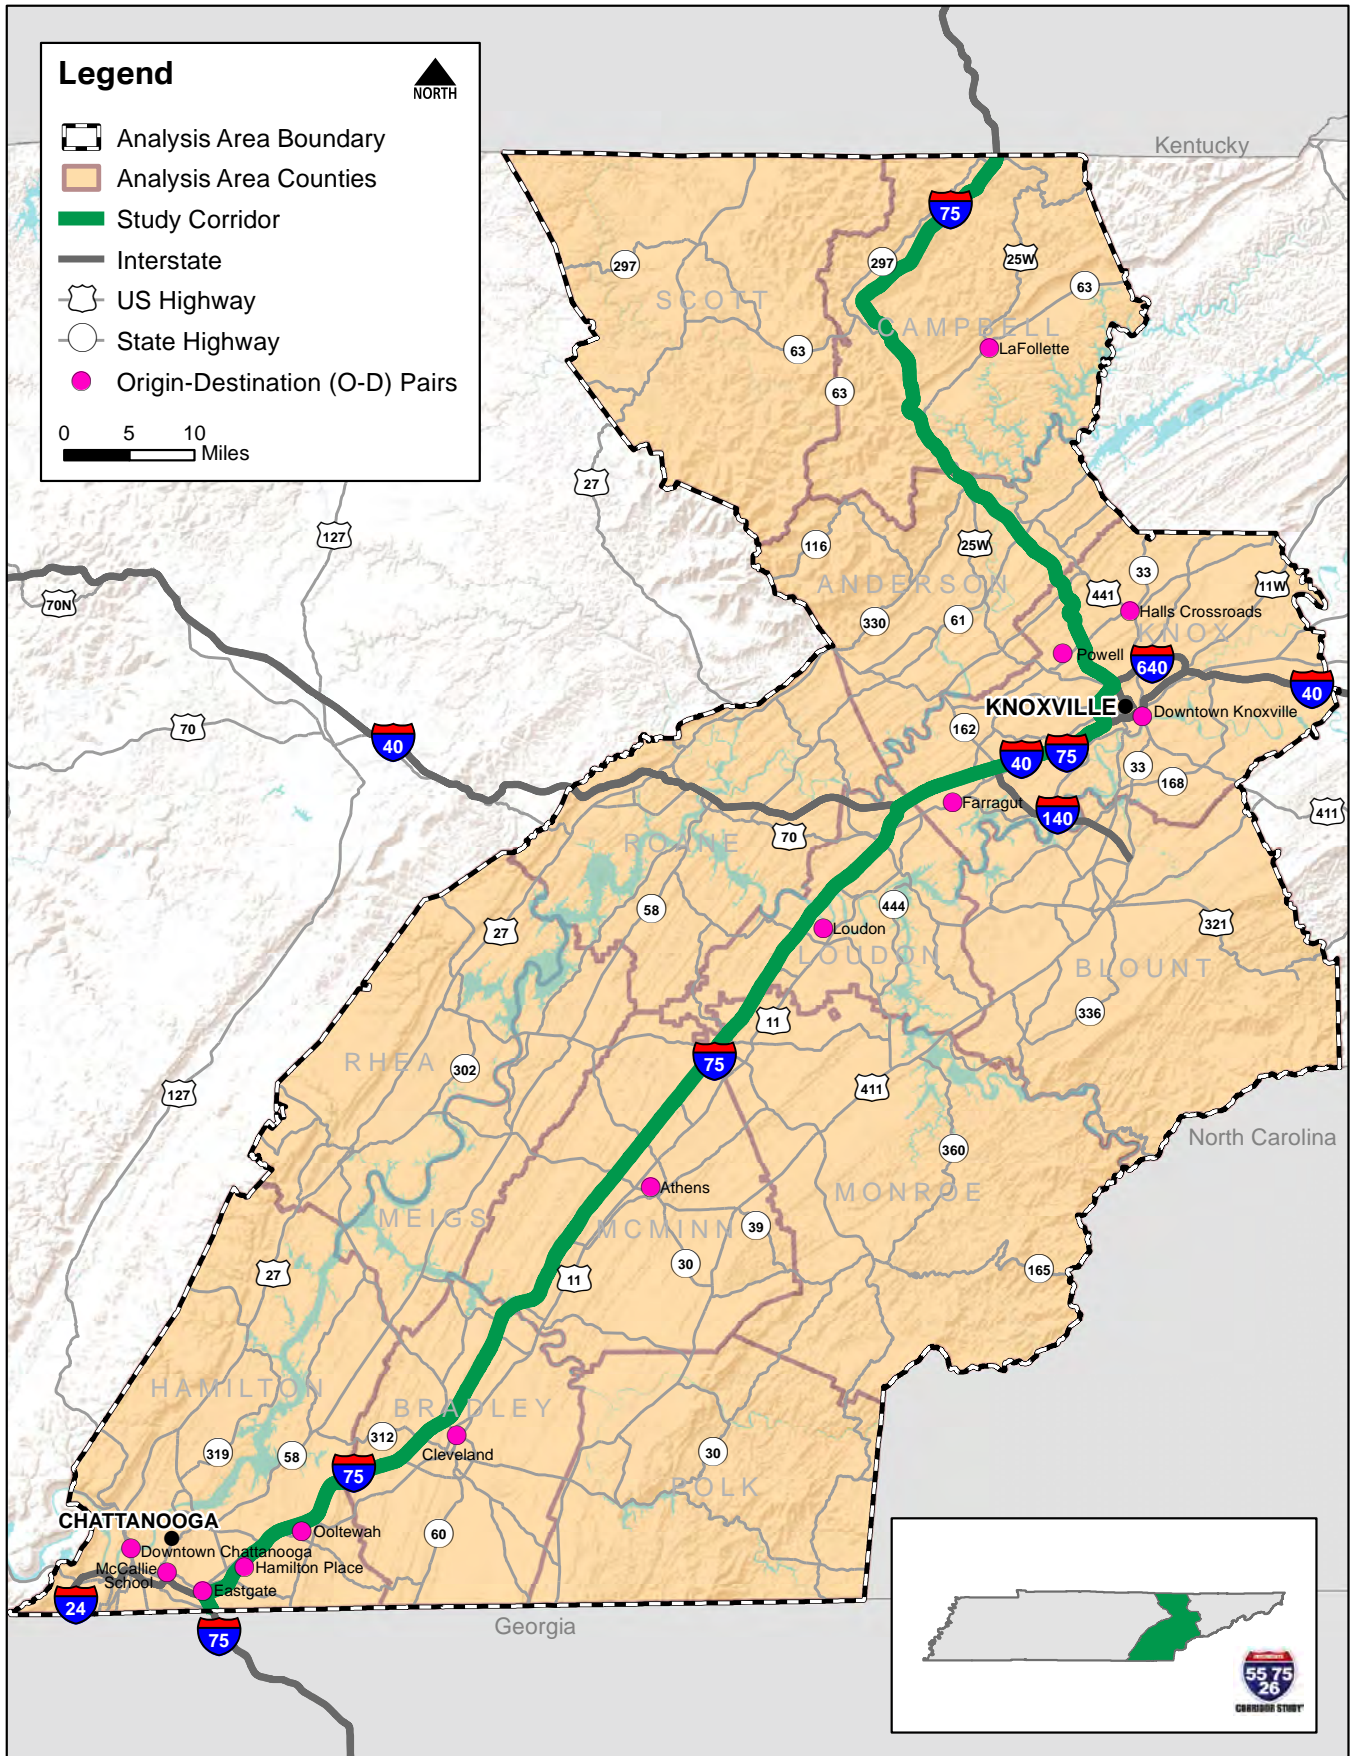 Legend
NORTH
Analysis Area Boundary
Analysis Area Counties
Study Corridor
Interstate
US Highway
State Highway
Origin-Destination (O-D) Pairs
0 5 10
Miles
Kentucky
75
297
297
25W
63
SCOTT
CAMPBELL
63
LaFollette
63
27
127
116
25W
33
70N
ANDERSON
441
11W
330
61
Halls Crossroads
KNOX
Powell
640
40
KNOXVILLE
Downtown Knoxville
70
40
162
40
75
33
168
Farragut
140
411
70
ROANE
58
444
27
Loudon
321
LOUDON
BLOUNT
11
336
RHEA
302
75
127
411
North Carolina
360
Athens
MONROE
MEIGS
MCMINN
39
30
165
27
11
HAMILTON
BRADLEY
312
319
58
Cleveland
30
75
POLK
CHATTANOOGA
Ooltewah
60
Downtown Chattanooga
McCallie
School
Hamilton Place
Eastgate
24
75
Georgia
INTERSTATE
55 75
26
CORRIDOR STUDY